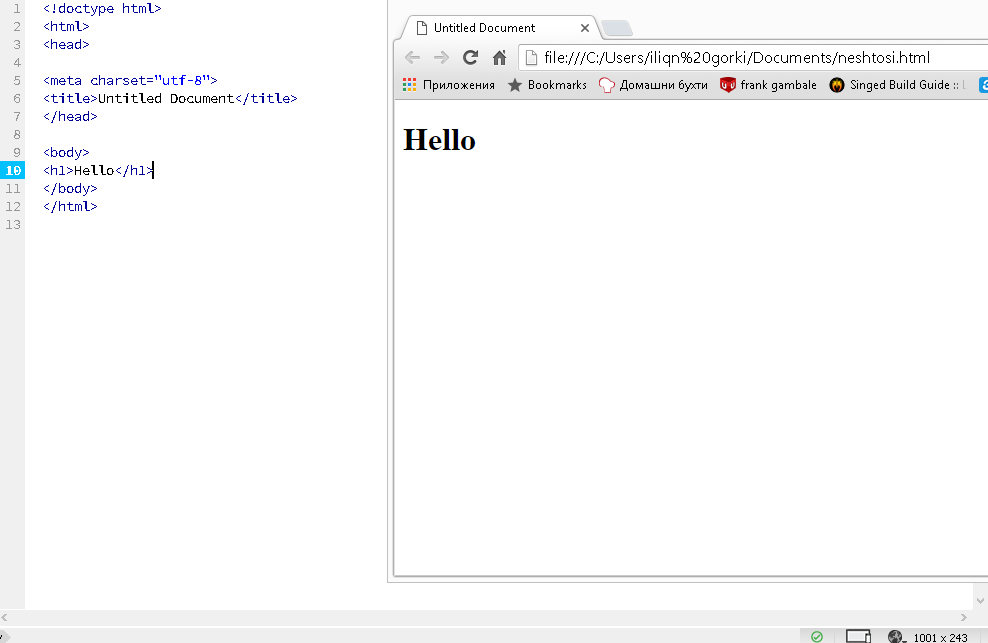 1 <!doctype html>
2 <html>
3 <head>
4
5 <meta charset="utf-8">
6 <title>Untitled Document</title>
7 </head>
8
9 <body>
10 <h1>Hello</h1>
11 </body>
12 </html>
13
Untitled Document
file:///C:/Users/iliqn%20gorki/Documents/neshtosi.html
Приложения Bookmarks Домашни бухти frank gambale Singed Build Guide ::
Hello
1001 x 243